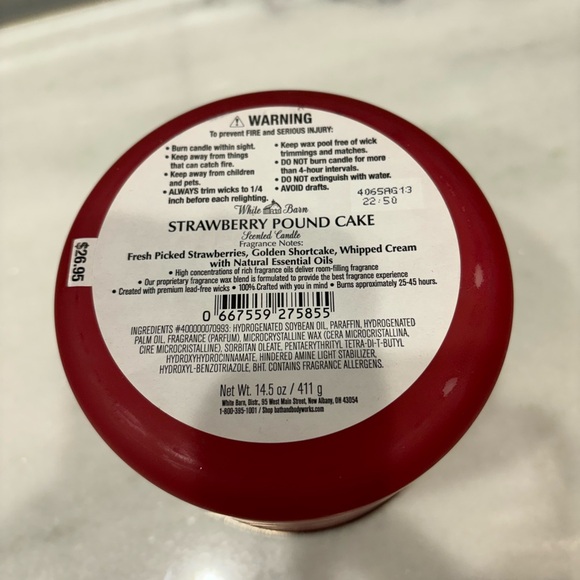 ⚠ WARNING
To prevent FIRE and SERIOUS INJURY:
• Burn candle within sight.
• Keep away from things
that can catch fire.
• Keep away from children
and pets.
• ALWAYS trim wicks to 1/4
inch before each relighting.
• Keep wax pool free of wick
trimmings and matches.
• DO NOT burn candle for more
than 4-hour intervals.
• DO NOT extinguish with water.
• AVOID drafts.
4065AG13
22:50
White Barn
STRAWBERRY POUND CAKE
Scented Candle
Fragrance Notes:
Fresh Picked Strawberries, Golden Shortcake, Whipped Cream
with Natural Essential Oils
• High concentrations of rich fragrance oils deliver room-filling fragrance
• Our proprietary fragrance wax blend is formulated to provide the best fragrance experience
• Created with premium lead-free wicks • 100% Crafted with you in mind • Burns approximately 25-45 hours.
$26.95
0 667559 275855
INGREDIENTS #400000070993: HYDROGENATED SOYBEAN OIL, PARAFFIN, HYDROGENATED
PALM OIL, FRAGRANCE (PARFUM), MICROCRYSTALLINE WAX (CERA MICROCRISTALLINA,
CIRE MICROCRISTALLINE), SORBITAN OLEATE, PENTAERYTHRITYL TETRA-DI-T-BUTYL
HYDROXYHYDROCINNAMATE, HINDERED AMINE LIGHT STABILIZER,
HYDROXYL-BENZOTRIAZOLE, BHT. CONTAINS FRAGRANCE ALLERGENS.
Net Wt. 14.5 oz / 411 g
White Barn, Distr., 95 West Main Street, New Albany, OH 43054
1-800-395-1001 / Shop bathandbodyworks.com